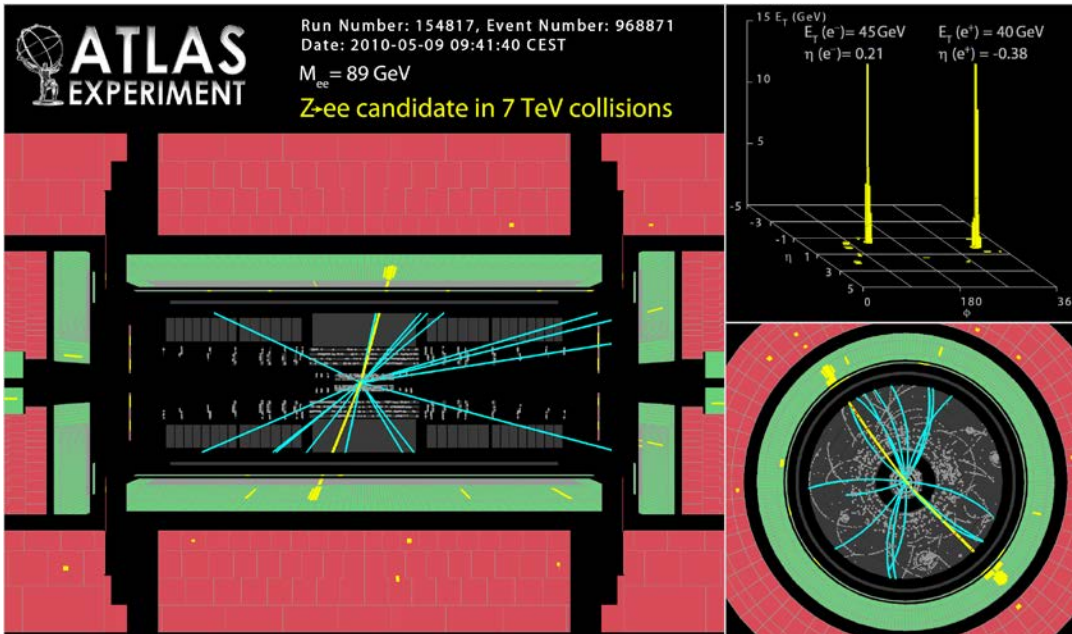 ATLAS
EXPERIMENT
Run Number: 154817, Event Number: 968871
Date: 2010-05-09 09:41:40 CEST
M_ee = 89 GeV
Z→ee candidate in 7 TeV collisions
15 E_T (GeV)
E_T (e⁻)= 45 GeV
η (e⁻)= 0.21
E_T (e⁺)= 40 GeV
η (e⁺)= -0.38
10
5
-5
-3
-1
η
1
3
5
0
180
36
Φ